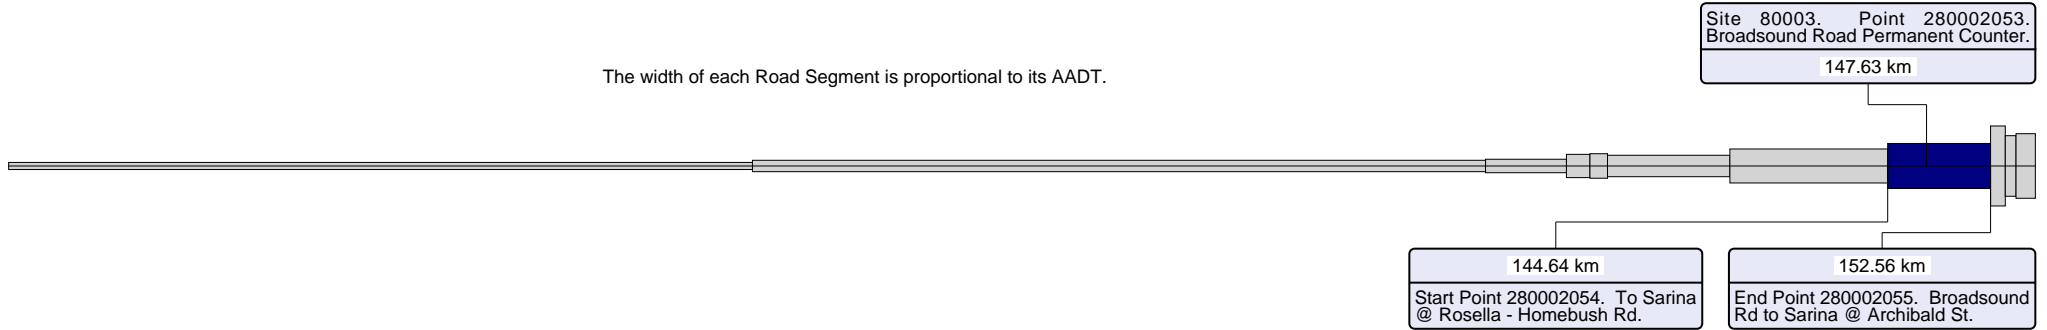 Site 80003. Point 280002053.
Broadsound Road Permanent Counter.
147.63 km
The width of each Road Segment is proportional to its AADT.
144.64 km
Start Point 280002054. To Sarina
@ Rosella - Homebush Rd.
152.56 km
End Point 280002055. Broadsound
Rd to Sarina @ Archibald St.